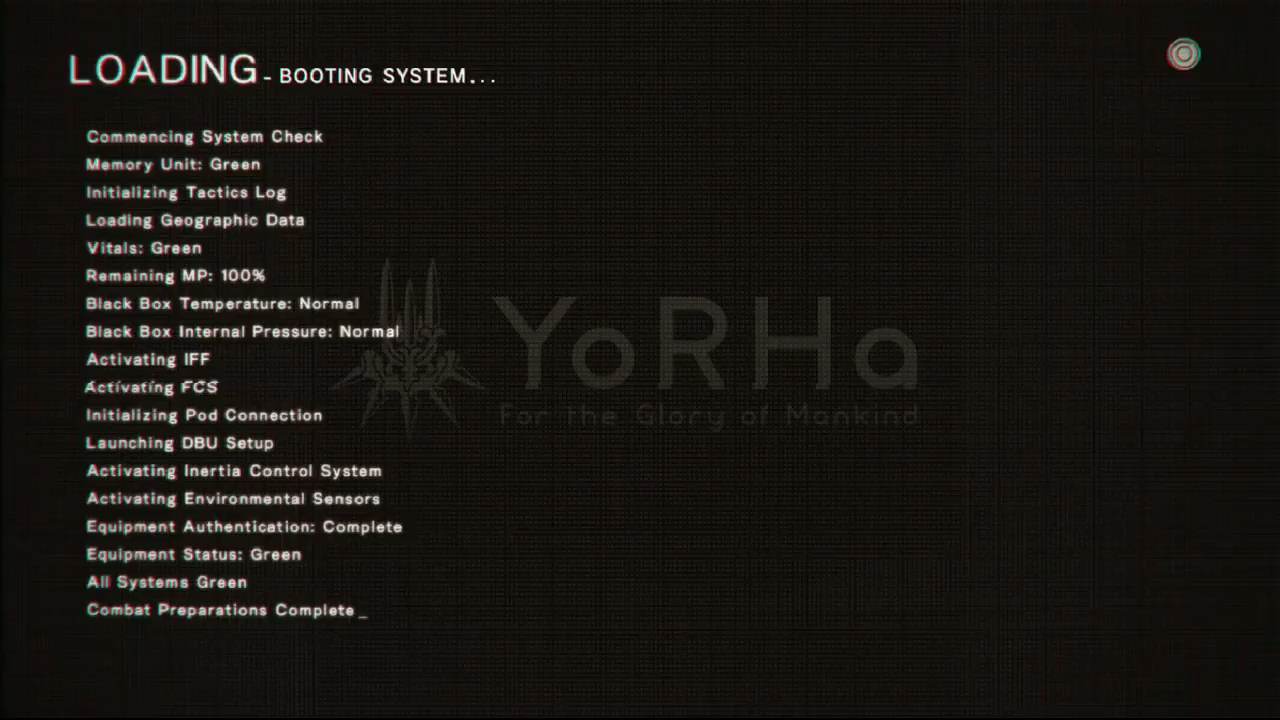 LOADING - BOOTING SYSTEM...
Commencing System Check
Memory Unit: Green
Initializing Tactics Log
Loading Geographic Data
Vitals: Green
Remaining MP: 100%
Black Box Temperature: Normal
Black Box Internal Pressure: Normal
Activating IFF
Activating FCS
Initializing Pod Connection
Launching DBU Setup
Activating Inertia Control System
Activating Environmental Sensors
Equipment Authentication: Complete
Equipment Status: Green
All Systems Green
Combat Preparations Complete _
YoRHa
For the Glory of Mankind